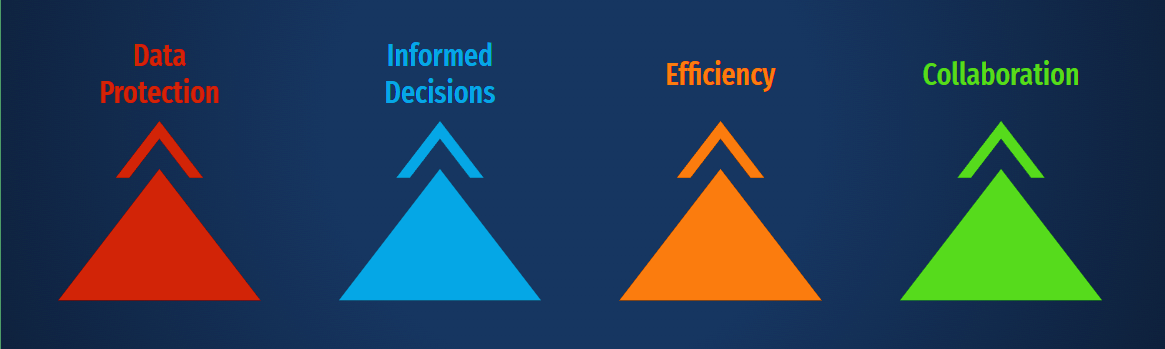 Data
Protection
Informed
Decisions
Efficiency
Collaboration